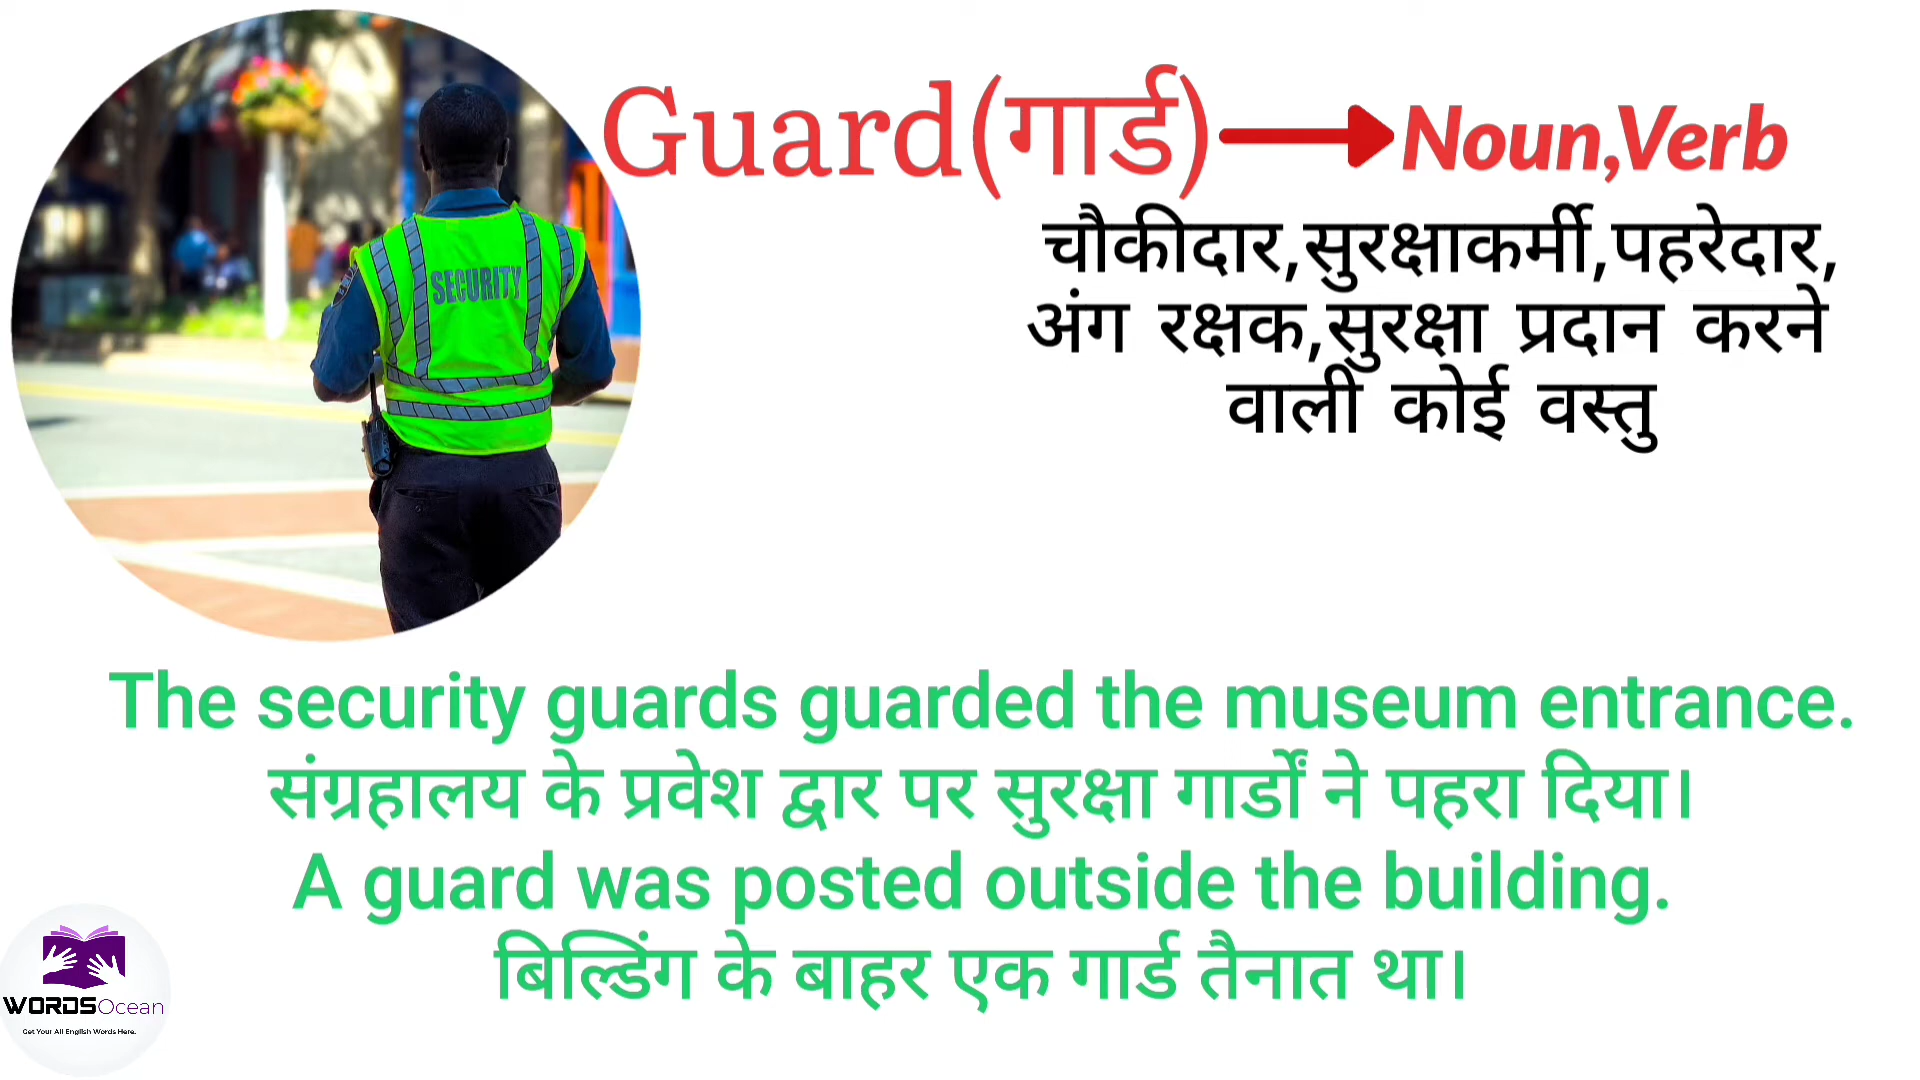 Guard(गार्ड)
Noun,Verb
चौकीदार,सुरक्षाकर्मी,पहरेदार,
अंग रक्षक,सुरक्षा प्रदान करने
वाली कोई वस्तु
SECURITY
The security guards guarded the museum entrance.
संग्रहालय के प्रवेश द्वार पर सुरक्षा गार्डों ने पहरा दिया।
A guard was posted outside the building.
बिल्डिंग के बाहर एक गार्ड तैनात था।
WORDSOcean
Get Your All English Words Here.